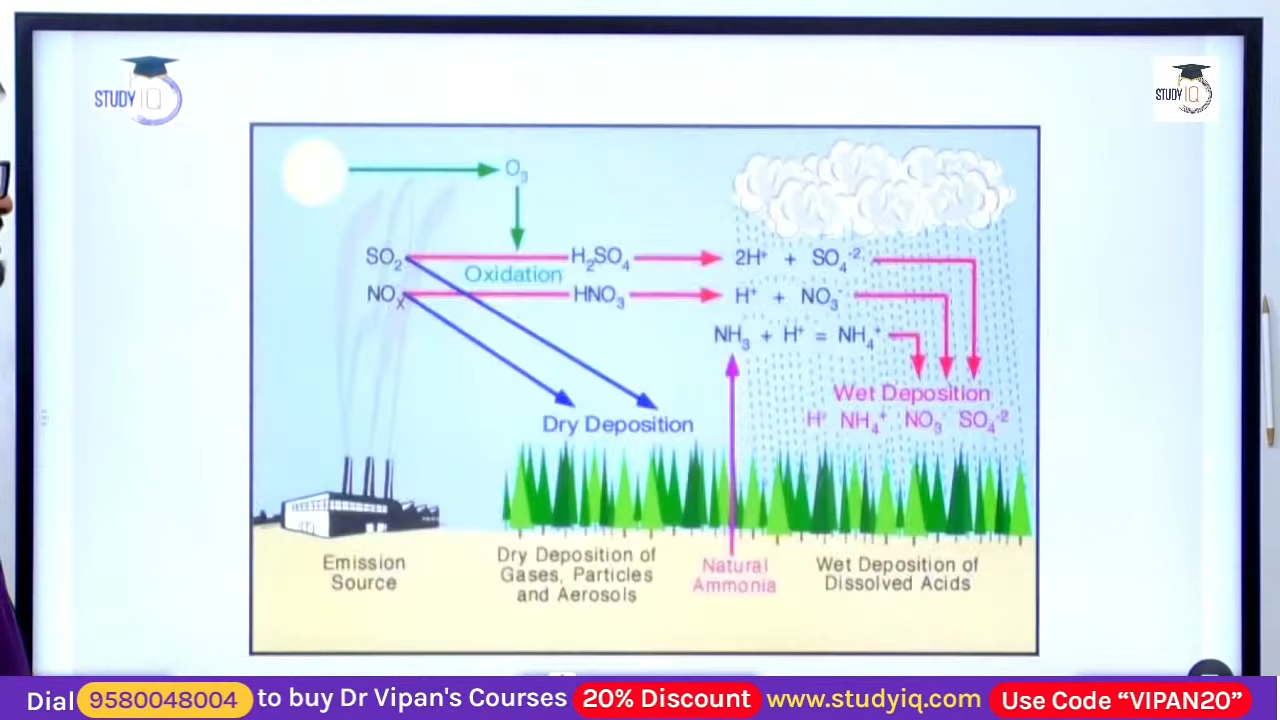 STUDY IQ
STUDY IQ
O₃
SO₂
Oxidation
H₂SO₄
2H⁺ + SO₄⁻²
NOₓ
HNO₃
H⁺ + NO₃⁻
NH₃ + H⁺ = NH₄⁺
Wet Deposition
H⁺ NH₄⁺ NO₃⁻ SO₄⁻²
Dry Deposition
Emission
Source
Dry Deposition of
Gases, Particles
and Aerosols
Natural
Ammonia
Wet Deposition of
Dissolved Acids
Dial 9580048004 to buy Dr Vipan's Courses 20% Discount www.studyiq.com Use Code “VIPAN20”